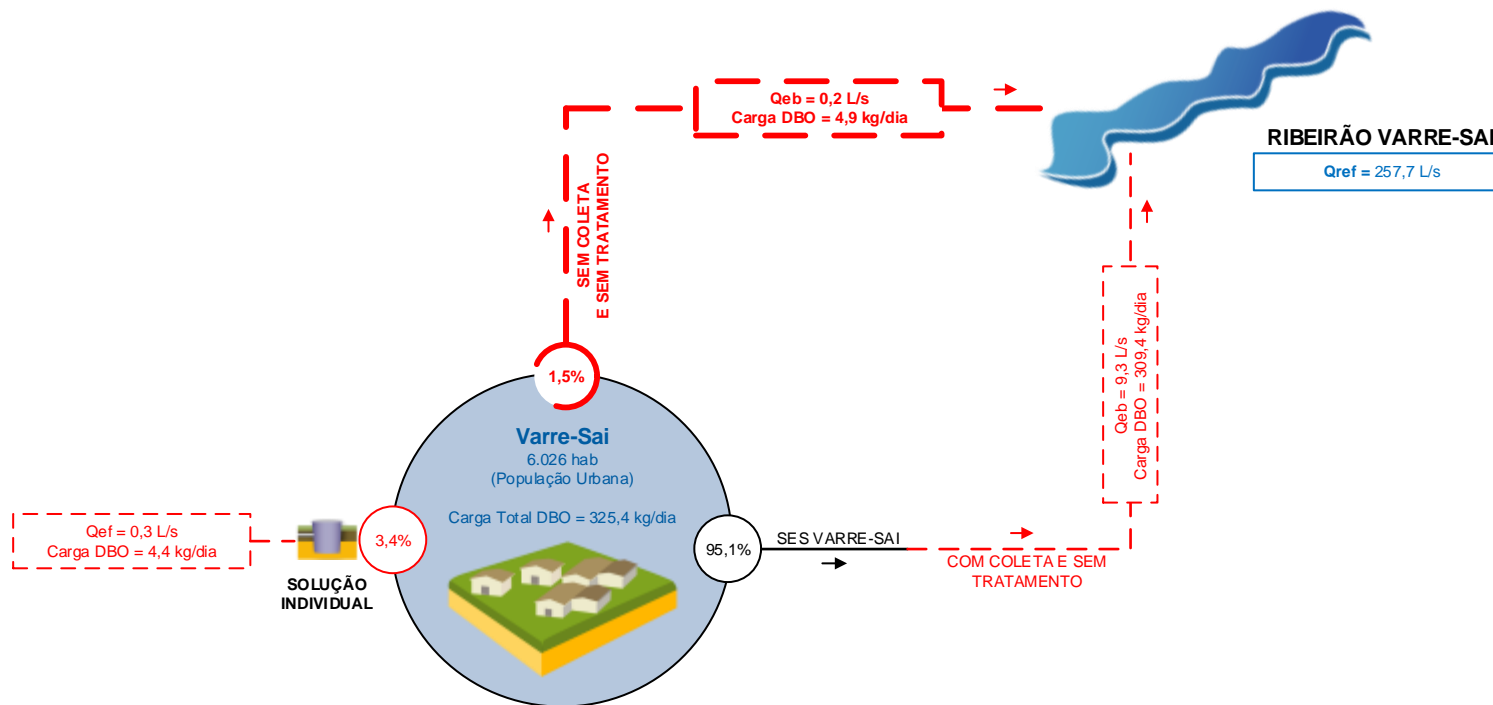 Qeb = 0,2 L/s
Carga DBO = 4,9 kg/dia
RIBEIRÃO VARRE-SAI
Qref = 257,7 L/s
SEM COLETA
E SEM TRATAMENTO
Qeb = 9,3 L/s
Carga DBO = 309,4 kg/dia
1,5%
Varre-Sai
6.026 hab
(População Urbana)
Carga Total DBO = 325,4 kg/dia
Qef = 0,3 L/s
Carga DBO = 4,4 kg/dia
3,4%
SOLUÇÃO
INDIVIDUAL
95,1%
SES VARRE-SAI
COM COLETA E SEM
TRATAMENTO